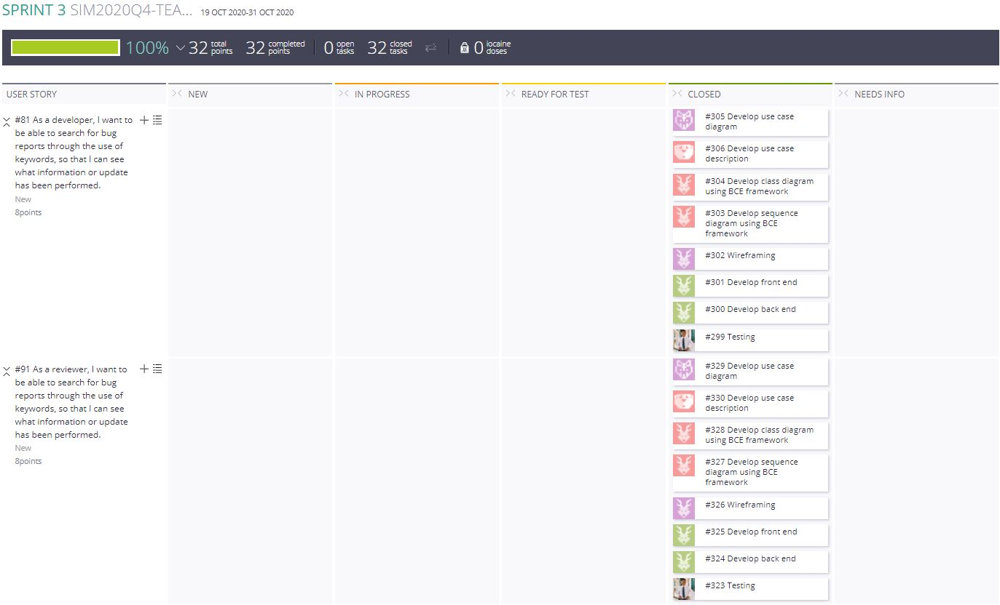 SPRINT 3 SIM2020Q4-TEA... 19 OCT 2020-31 OCT 2020
100% 32 total points 32 completed points 0 open tasks 32 closed tasks 0 iocaine doses
USER STORY NEW IN PROGRESS READY FOR TEST CLOSED NEEDS INFO
#81 As a developer, I want to
be able to search for bug
reports through the use of
keywords, so that I can see
what information or update
has been performed.
New
8points
#305 Develop use case
diagram
#306 Develop use case
description
#304 Develop class diagram
using BCE framework
#303 Develop sequence
diagram using BCE
framework
#302 Wireframing
#301 Develop front end
#300 Develop back end
#299 Testing
#91 As a reviewer, I want to
be able to search for bug
reports through the use of
keywords, so that I can see
what information or update
has been performed.
New
8points
#329 Develop use case
diagram
#330 Develop use case
description
#328 Develop class diagram
using BCE framework
#327 Develop sequence
diagram using BCE
framework
#326 Wireframing
#325 Develop front end
#324 Develop back end
#323 Testing